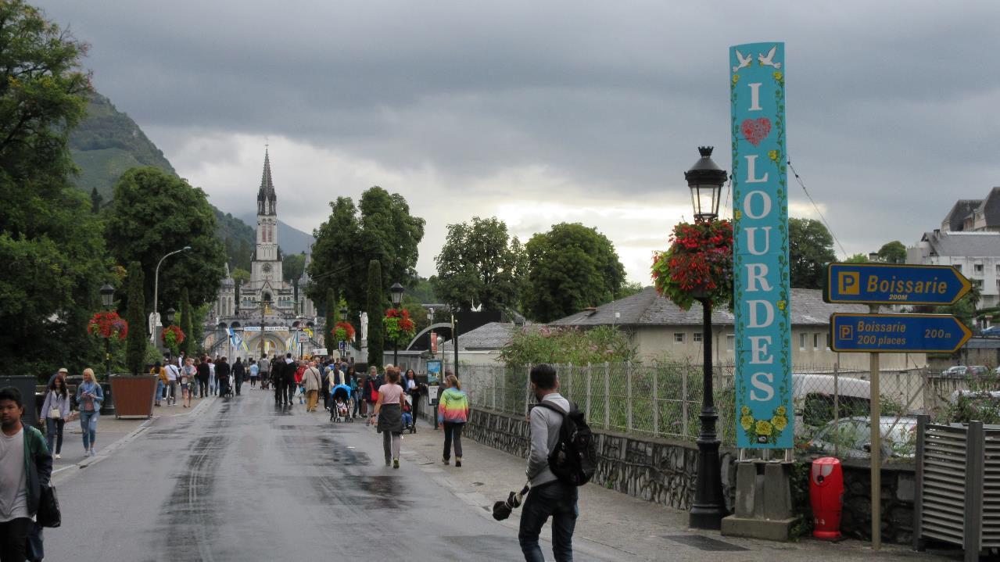 I
LOURDES
P Boissarie
200M
P Boissarie
200 places 200m